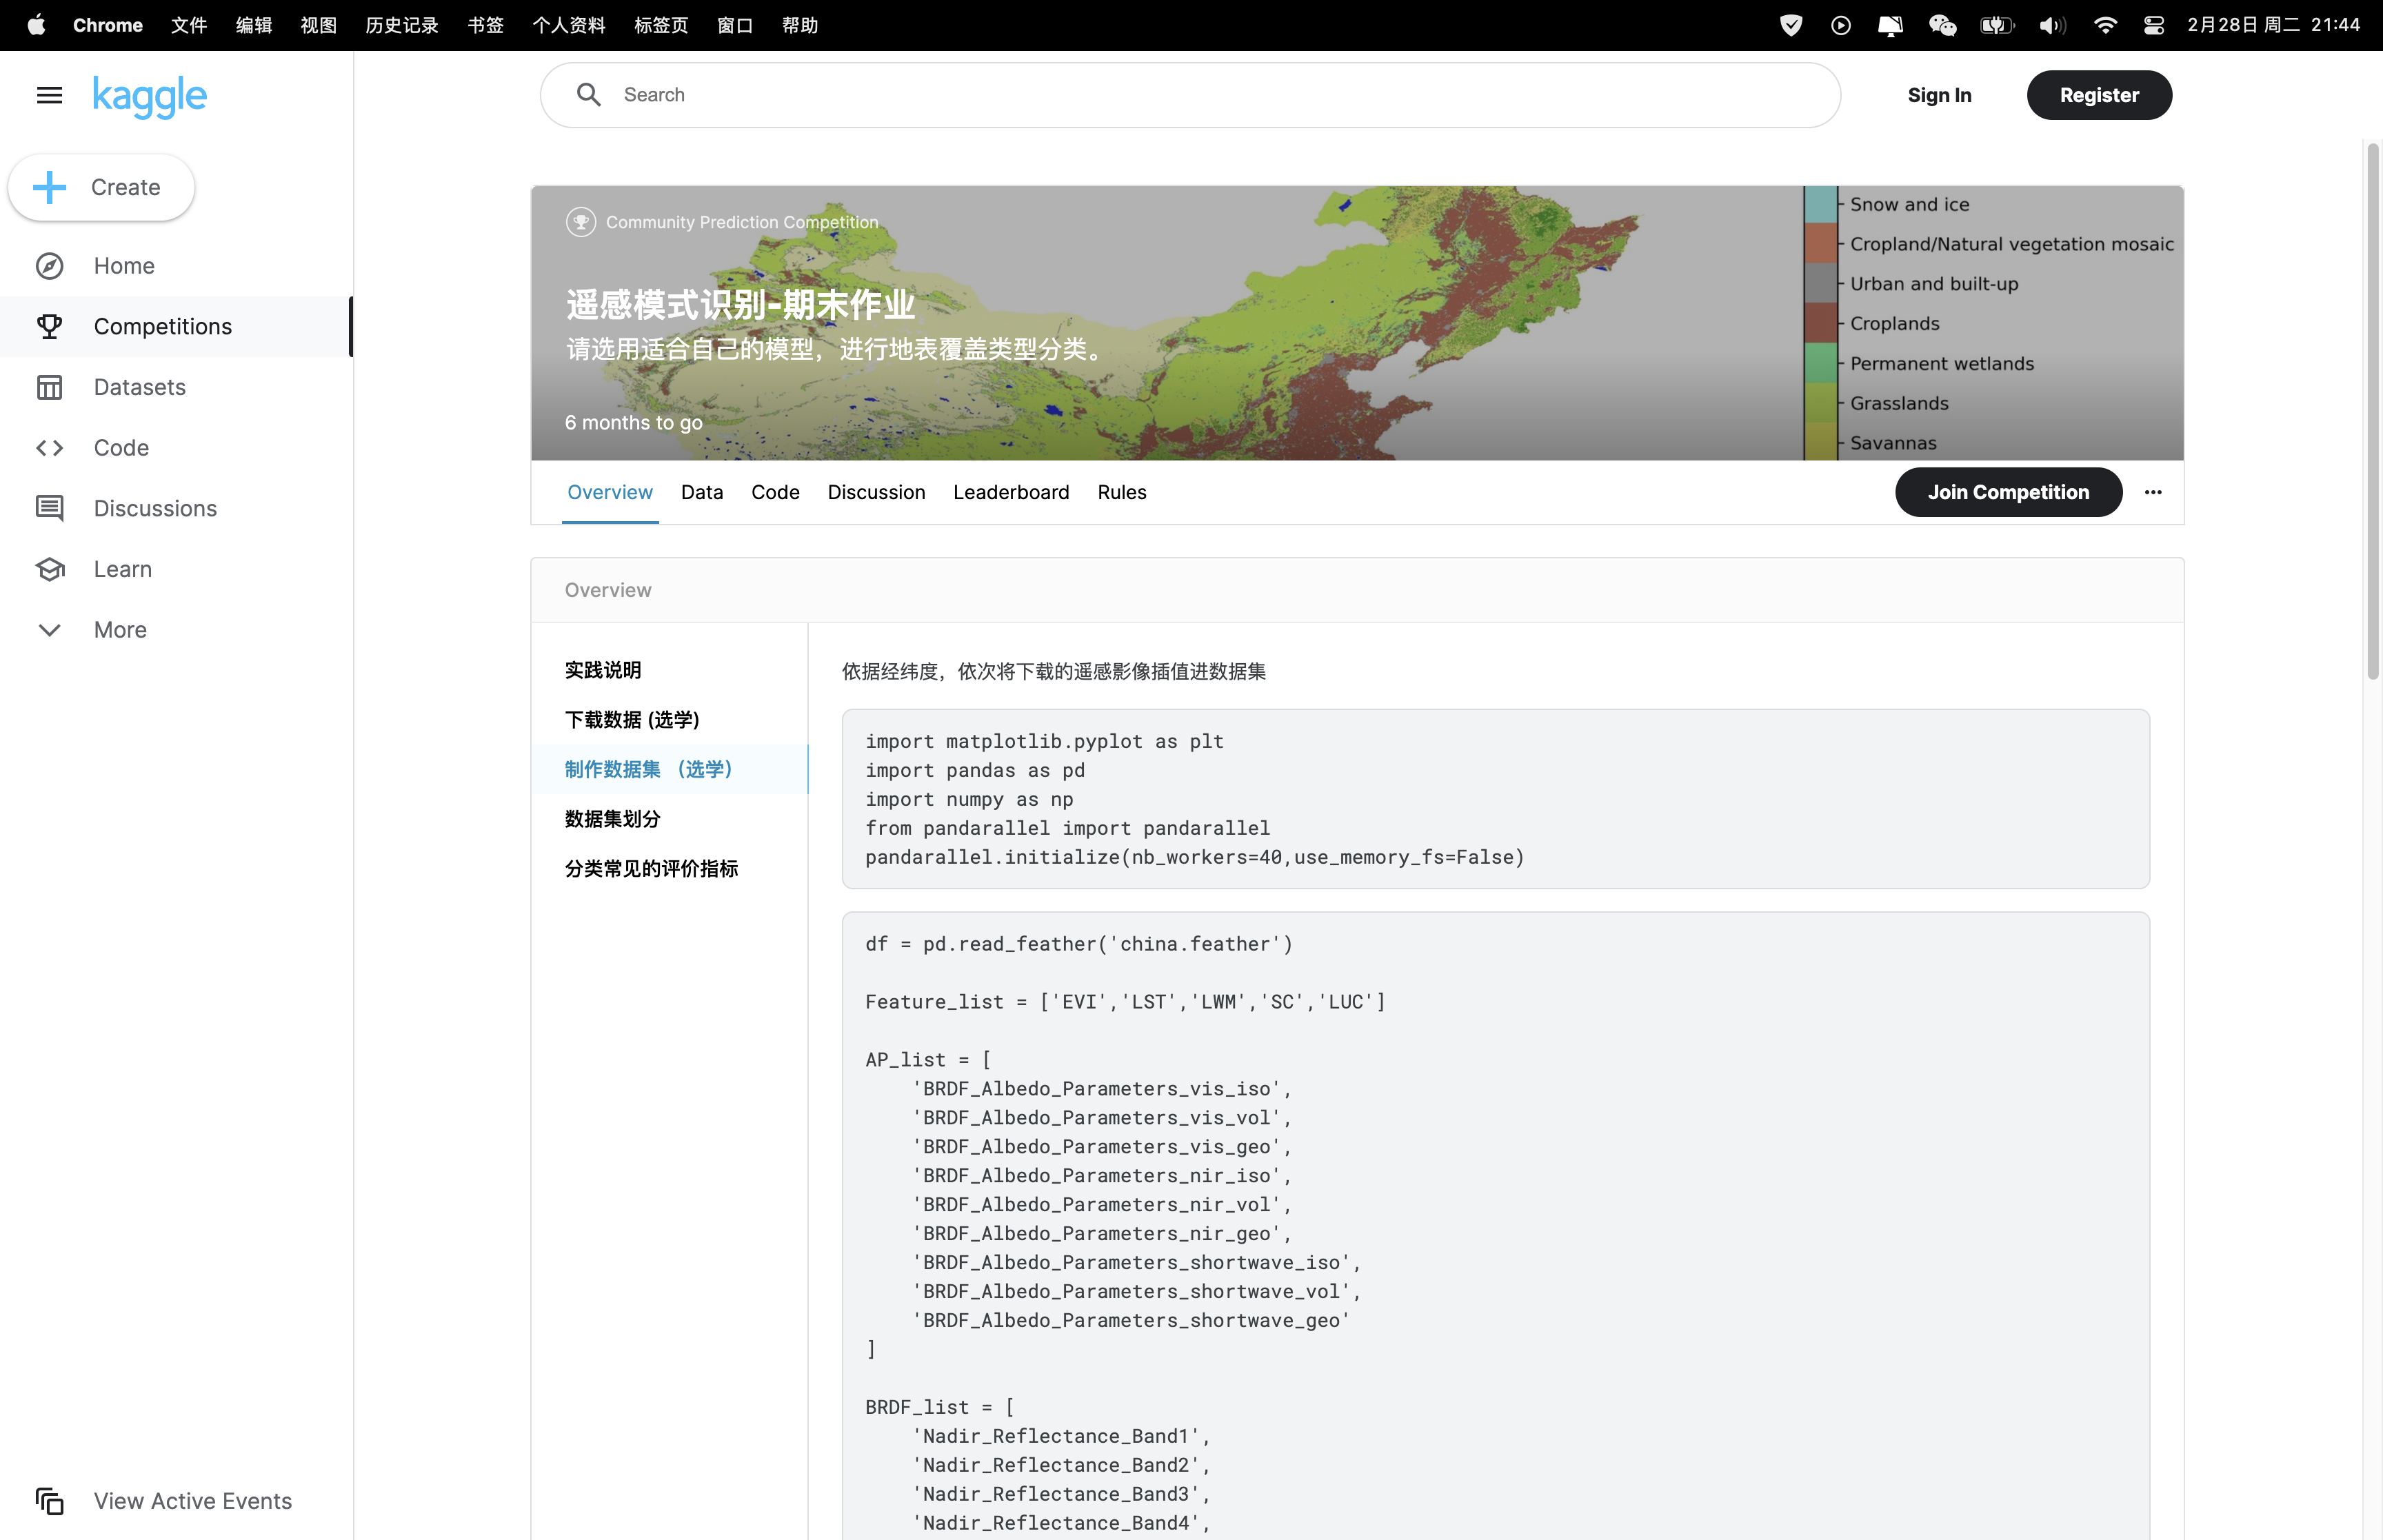 Chrome 文件 编辑 视图 历史记录 书签 个人资料 标签页 窗口 帮助 2月28日 周二 21:44
kaggle
Search
Sign In
Register
Create
Home
Competitions
Datasets
Code
Discussions
Learn
More
View Active Events
Community Prediction Competition
遥感模式识别-期末作业
请选用适合自己的模型，进行地表覆盖类型分类。
6 months to go
Snow and ice
Cropland/Natural vegetation mosaic
Urban and built-up
Croplands
Permanent wetlands
Grasslands
Savannas
Overview Data Code Discussion Leaderboard Rules
Join Competition
Overview
实践说明
下载数据 (选学)
制作数据集 （选学）
数据集划分
分类常见的评价指标
依据经纬度，依次将下载的遥感影像插值进数据集
import matplotlib.pyplot as plt
import pandas as pd
import numpy as np
from pandarallel import pandarallel
pandarallel.initialize(nb_workers=40,use_memory_fs=False)
df = pd.read_feather('china.feather')
Feature_list = ['EVI','LST','LWM','SC','LUC']
AP_list = [
'BRDF_Albedo_Parameters_vis_iso',
'BRDF_Albedo_Parameters_vis_vol',
'BRDF_Albedo_Parameters_vis_geo',
'BRDF_Albedo_Parameters_nir_iso',
'BRDF_Albedo_Parameters_nir_vol',
'BRDF_Albedo_Parameters_nir_geo',
'BRDF_Albedo_Parameters_shortwave_iso',
'BRDF_Albedo_Parameters_shortwave_vol',
'BRDF_Albedo_Parameters_shortwave_geo'
]
BRDF_list = [
'Nadir_Reflectance_Band1',
'Nadir_Reflectance_Band2',
'Nadir_Reflectance_Band3',
'Nadir_Reflectance_Band4',